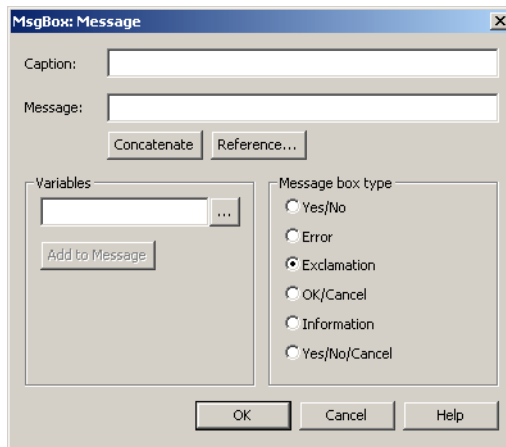 MsgBox: Message
Caption:
Message:
Concatenate
Reference...
Variables
...
Add to Message
Message box type
Yes/No
Error
Exclamation
OK/Cancel
Information
Yes/No/Cancel
OK
Cancel
Help